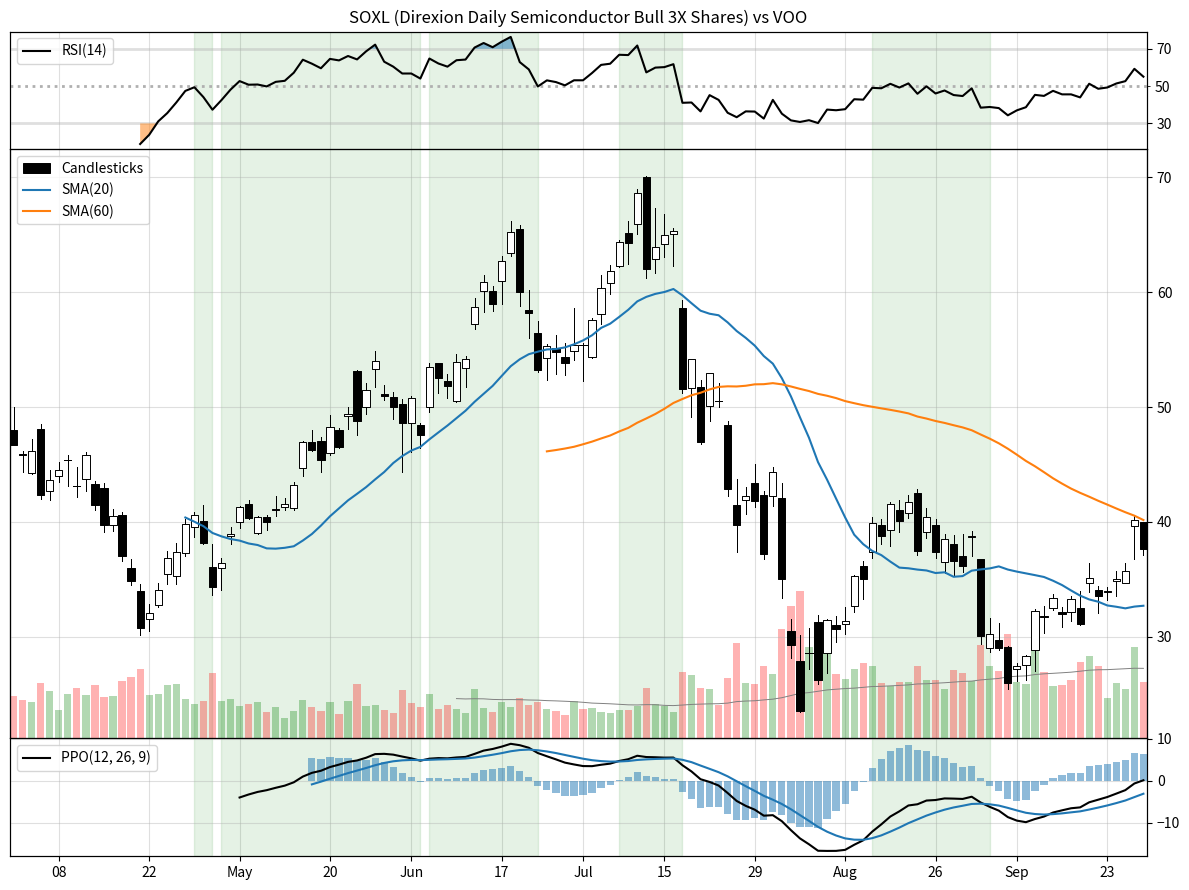 SOXL (Direxion Daily Semiconductor Bull 3X Shares) vs VOO
RSI(14)
70
50
30
Candlesticks
SMA(20)
SMA(60)
70
60
50
40
30
PPO(12, 26, 9)
10
0
−10
08 22 May 20 Jun 17 Jul 15 29 Aug 26 Sep 23